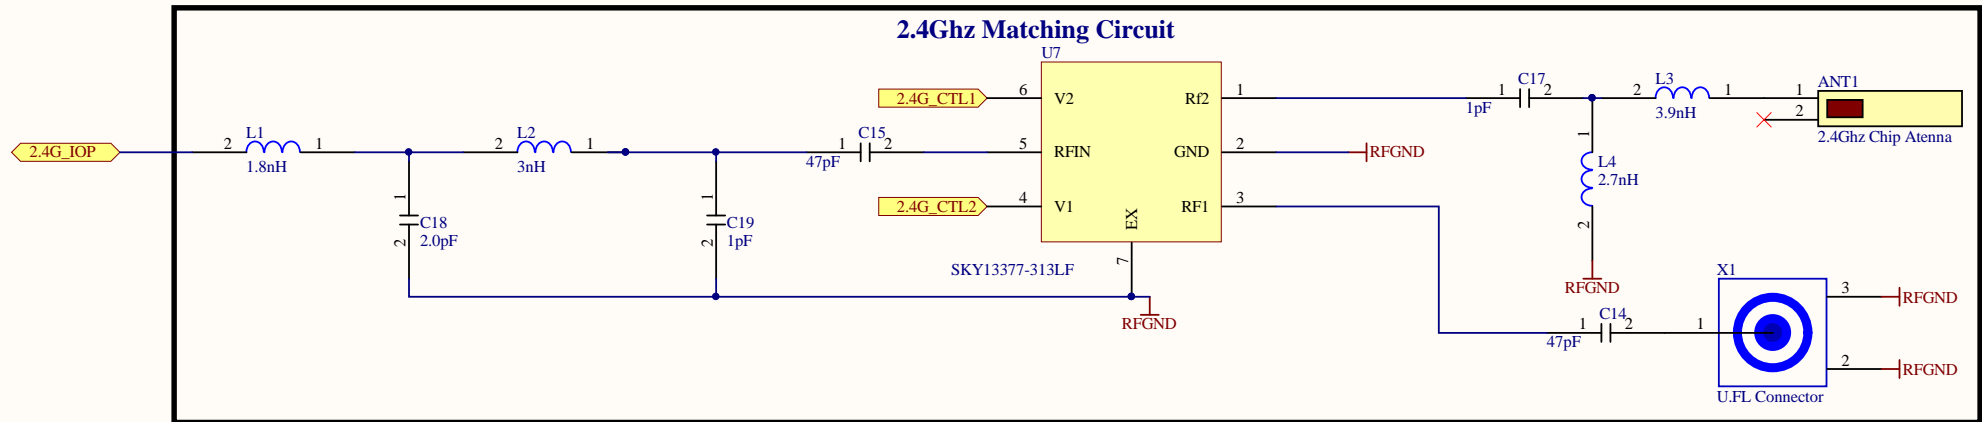 2.4Ghz Matching Circuit
U7
2.4G_CTL1
6
V2
Rf2
1
1
C17
2
1pF
2
L3
1
3.9nH
ANT1
1
2
2.4Ghz Chip Atenna
2.4G_IOP
2
L1
1
1.8nH
2
L2
1
3nH
1
C15
2
47pF
5
RFIN
GND
2
RFGND
1
L4
2.7nH
2
RFGND
2.4G_CTL2
4
V1
RF1
3
EX
7
SKY13377-313LF
1
C18
2.0pF
2
1
C19
1pF
2
RFGND
1
C14
2
47pF
X1
1
3
RFGND
2
RFGND
U.FL Connector